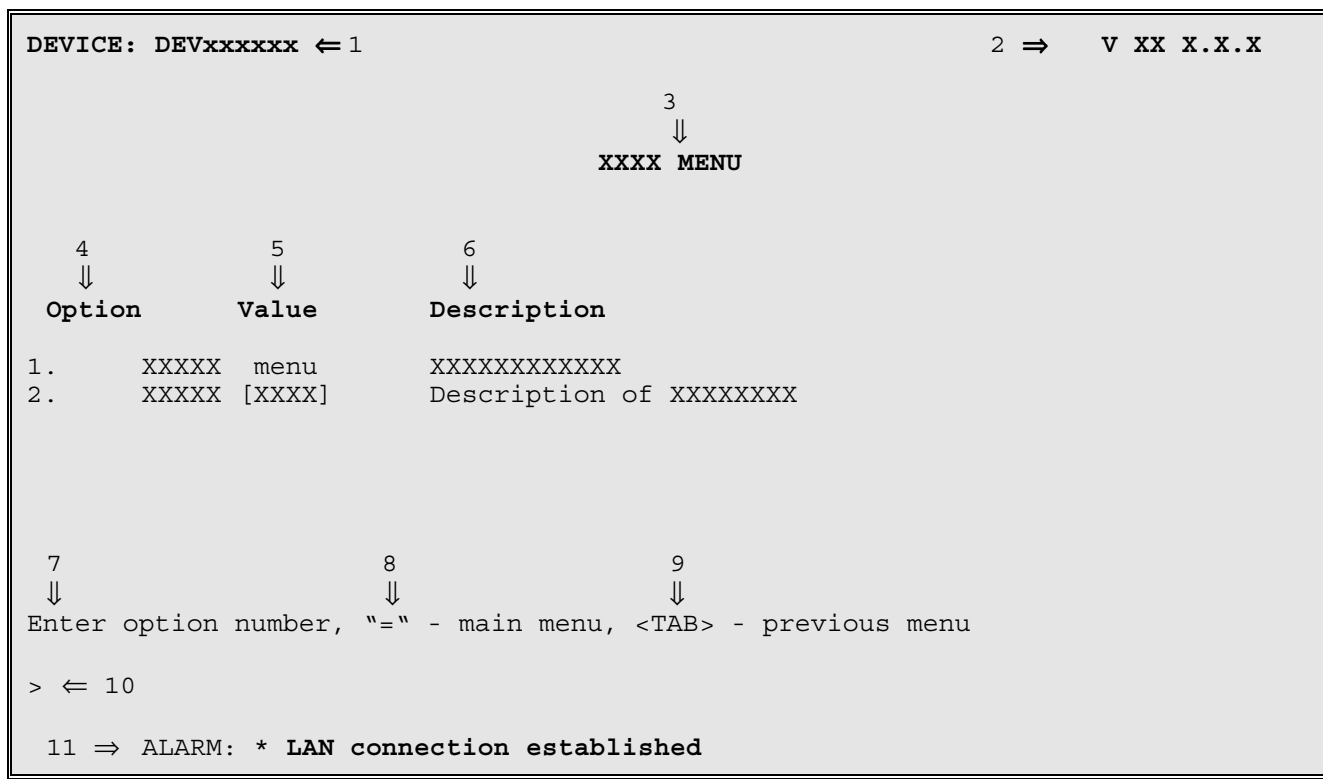 DEVICE: DEVxxxxxx ⇐ 1 2 ⇒ V XX X.X.X
3
⇓
XXXX MENU
4 5 6
⇓ ⇓ ⇓
Option Value Description
1. XXXXX menu XXXXXXXXXXXX
2. XXXXX [XXXX] Description of XXXXXXXX
7 8 9
⇓ ⇓ ⇓
Enter option number, “=“ - main menu, <TAB> - previous menu
> ⇐ 10
11 ⇒ ALARM: * LAN connection established